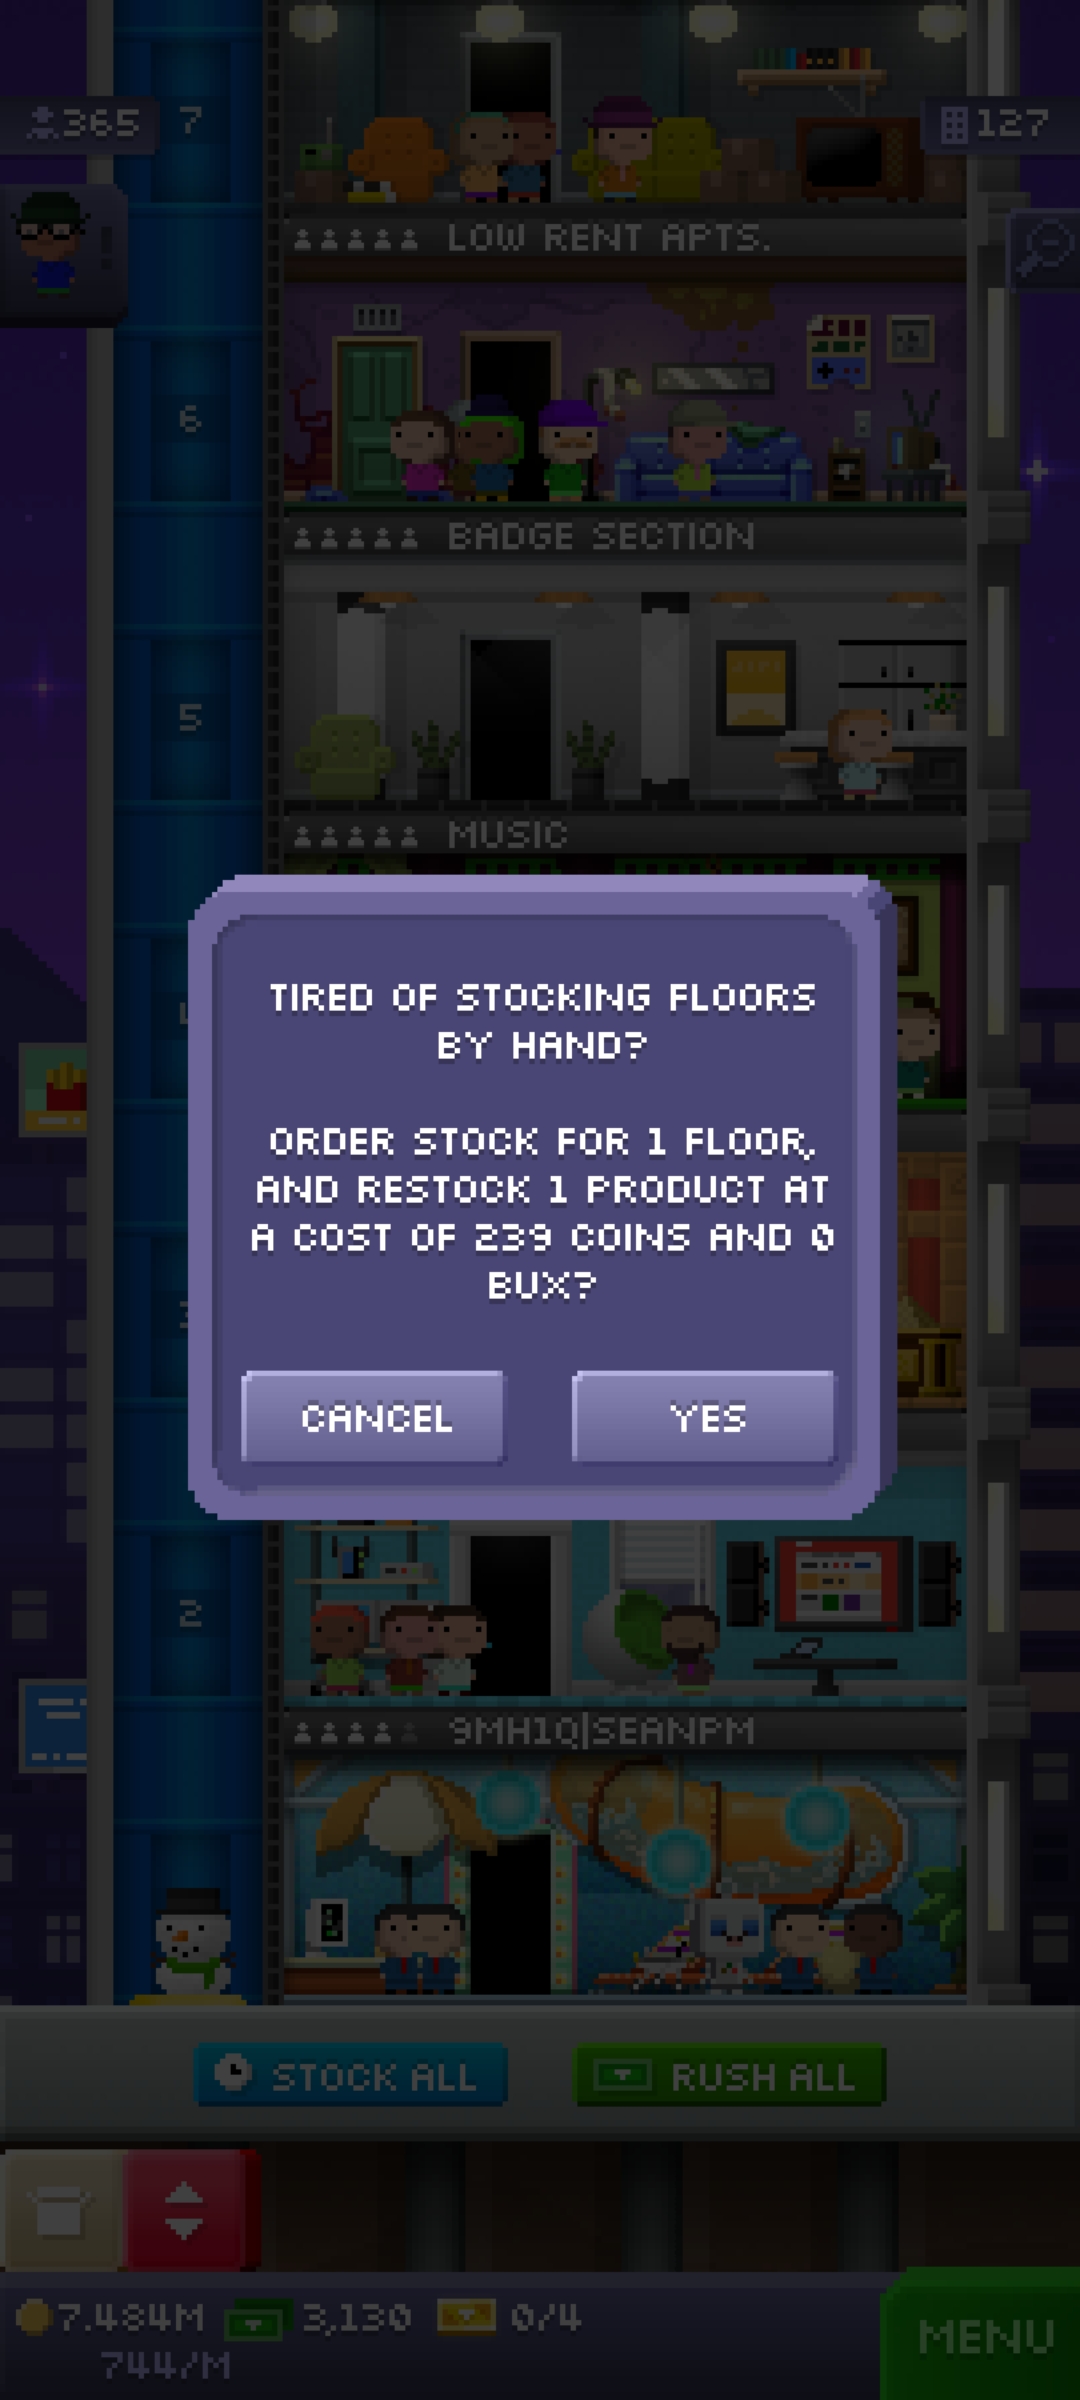 365
7
127
LOW RENT APTS.
6
BADGE SECTION
5
MUSIC
TIRED OF STOCKING FLOORS
BY HAND?
ORDER STOCK FOR 1 FLOOR,
AND RESTOCK 1 PRODUCT AT
A COST OF 239 COINS AND 0
BUX?
CANCEL
YES
2
9MH1Q|SEANPM
STOCK ALL
RUSH ALL
7.484M
3,130
0/4
744/M
MENU